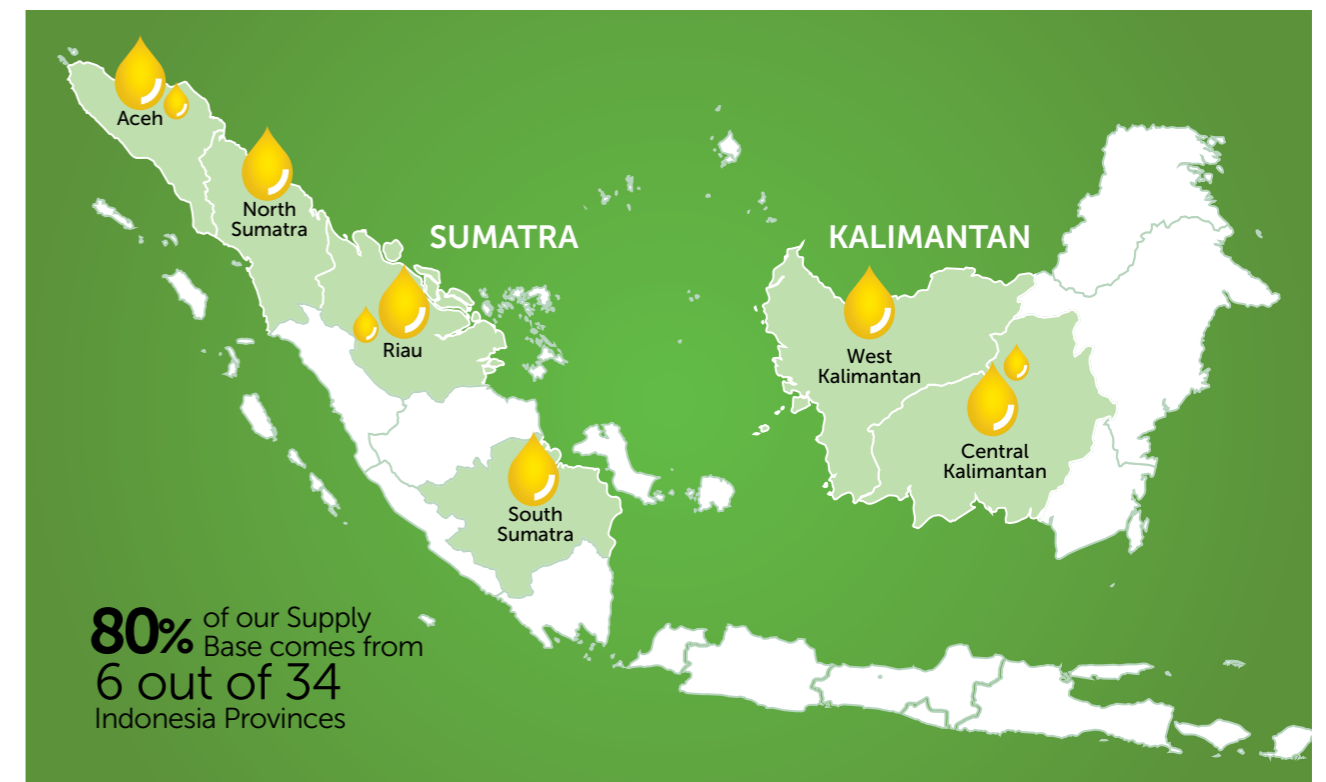 Aceh
North
Sumatra
SUMATRA
KALIMANTAN
Riau
West
Kalimantan
Central
Kalimantan
South
Sumatra
80% of our Supply
Base comes from
6 out of 34
Indonesia Provinces